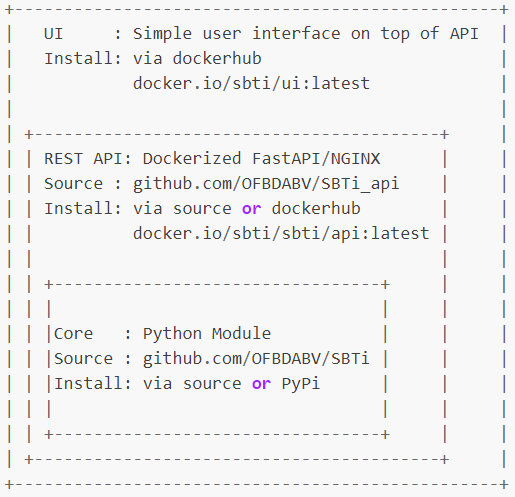 +-------------------------------------------------+
|   UI     : Simple user interface on top of API  |
|   Install: via dockerhub                        |
|            docker.io/sbti/ui:latest             |
|                                                 |
| +-----------------------------------------+     |
| | REST API: Dockerized FastAPI/NGINX      |     |
| | Source : github.com/OFBDABV/SBTi_api    |     |
| | Install: via source or dockerhub        |     |
| |          docker.io/sbti/sbti/api:latest |     |
| |                                         |     |
| | +---------------------------------+     |     |
| | |                                 |     |     |
| | |Core   : Python Module           |     |     |
| | |Source : github.com/OFBDABV/SBTi |     |     |
| | |Install: via source or PyPi      |     |     |
| | |                                 |     |     |
| | +---------------------------------+     |     |
| +-----------------------------------------+     |
+-------------------------------------------------+